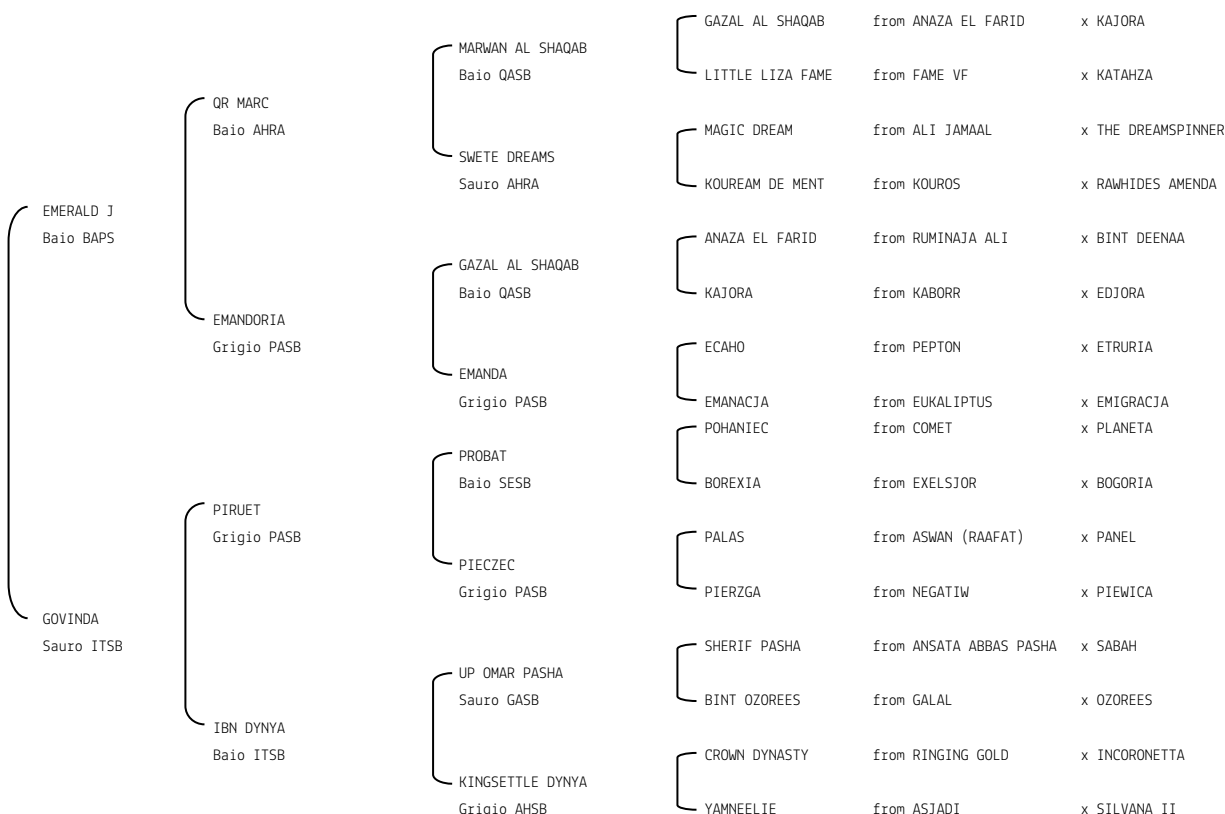 GAZAL AL SHAQAB from ANAZA EL FARID x KAJORA
MARWAN AL SHAQAB
Baio QASB
LITTLE LIZA FAME from FAME VF x KATAHZA
QR MARC
Baio AHRA
MAGIC DREAM from ALI JAMAAL x THE DREAMSPINNER
SWETE DREAMS
Sauro AHRA
KOUREAM DE MENT from KOUROS x RAWHIDES AMENDA
EMERALD J
Baio BAPS
ANAZA EL FARID from RUMINAJA ALI x BINT DEENAA
GAZAL AL SHAQAB
Baio QASB
KAJORA from KABORR x EDJORA
EMANDORIA
Grigio PASB
ECAHO from PEPTON x ETRURIA
EMANDA
Grigio PASB
EMANACJA from EUKALIPTUS x EMIGRACJA
POHANIEC from COMET x PLANETA
PROBAT
Baio SESB
BOREXIA from EXELSJOR x BOGORIA
PIRUET
Grigio PASB
PALAS from ASWAN (RAAFAT) x PANEL
PIECZEC
Grigio PASB
PIERZGA from NEGATIW x PIEWICA
GOVINDA
Sauro ITSB
SHERIF PASHA from ANSATA ABBAS PASHA x SABAH
UP OMAR PASHA
Sauro GASB
BINT OZOREES from GALAL x OZOREES
IBN DYNYA
Baio ITSB
CROWN DYNASTY from RINGING GOLD x INCORONETTA
KINGSETTLE DYNYA
Grigio AHSB
YAMNEELIE from ASJADI x SILVANA II